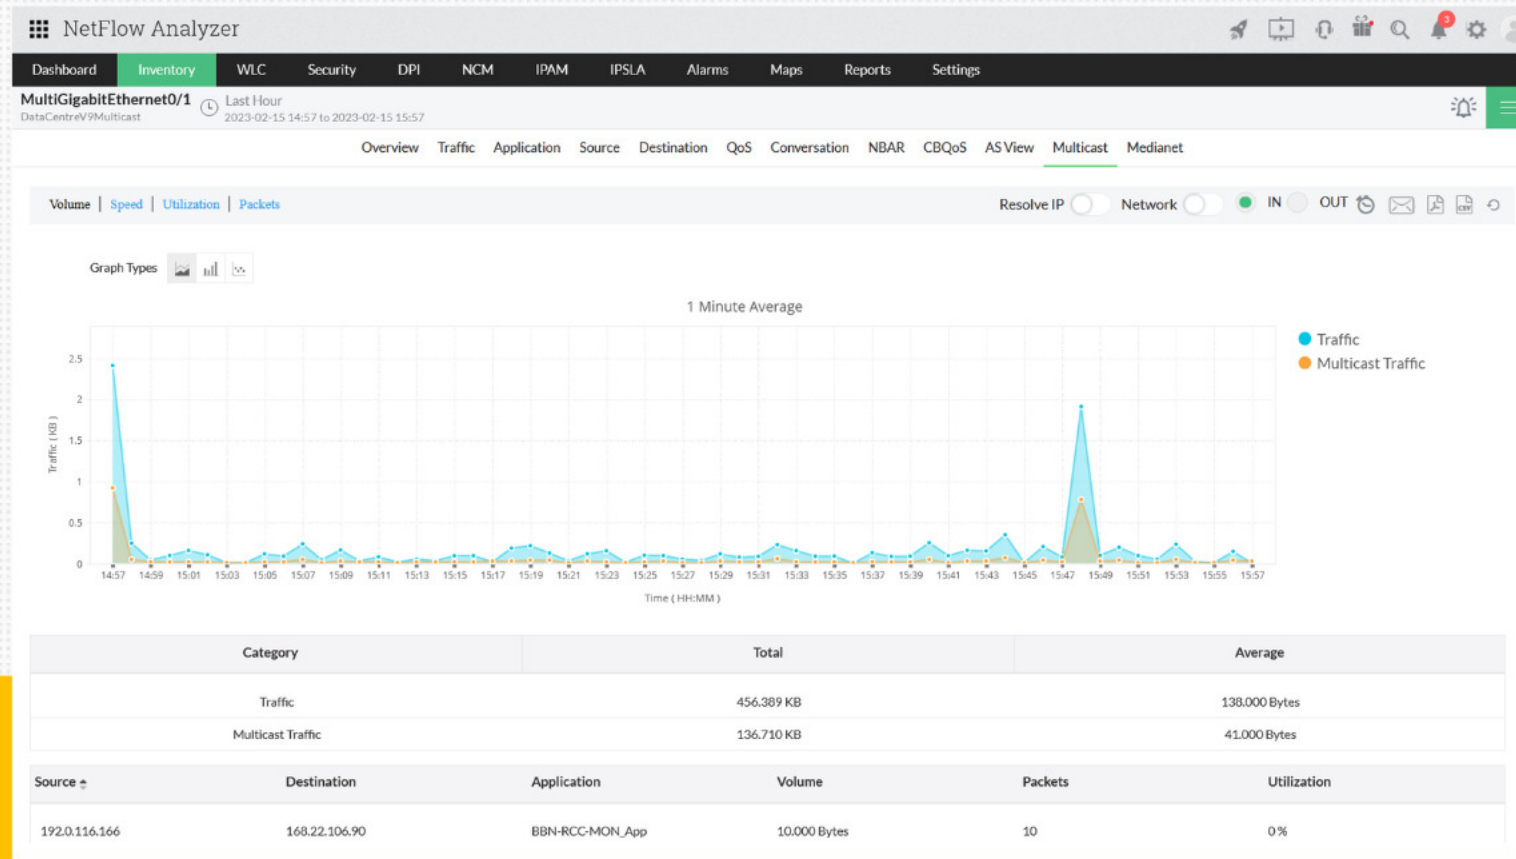 NetFlow Analyzer
3
Dashboard Inventory WLC Security DPI NCM IPAM IPSLA Alarms Maps Reports Settings
MultiGigabitEthernet0/1 Last Hour
DataCentreV9Multicast 2023-02-15 14:57 to 2023-02-15 15:57
Overview Traffic Application Source Destination QoS Conversation NBAR CBQoS AS View Multicast Medianet
Volume | Speed | Utilization | Packets Resolve IP Network IN OUT CSV
Graph Types
1 Minute Average
Traffic
Multicast Traffic
2.5
2
1.5
1
0.5
0
Traffic ( KB )
14:57 14:59 15:01 15:03 15:05 15:07 15:09 15:11 15:13 15:15 15:17 15:19 15:21 15:23 15:25 15:27 15:29 15:31 15:33 15:35 15:37 15:39 15:41 15:43 15:45 15:47 15:49 15:51 15:53 15:55 15:57
Time ( HH:MM )
Category Total Average
Traffic 456.389 KB 138.000 Bytes
Multicast Traffic 136.710 KB 41.000 Bytes
Source Destination Application Volume Packets Utilization
192.0.116.166 168.22.106.90 BBN-RCC-MON_App 10.000 Bytes 10 0 %